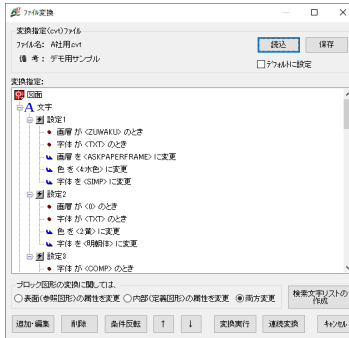 ファイル変換
変換指定(cvt)ファイル
ファイル名: A社用.cvt
読込
保存
備 考: デモ用サンプル
デフォルトに設定
変換指定:
図面
文字
設定1
画層 が <ZUWAKU> のとき
字体 が <TXT> のとき
画層 を <ASKPAPERFRAME> に変更
色 を <4:水色> に変更
字体 を <SIMP> に変更
設定2
画層 が <0> のとき
字体 が <TXT> のとき
色 を <2:黄> に変更
字体 を <明朝体> に変更
設定3
字体 が <COMP> のとき
ブロック図形の変換に関しては、
表面(参照図形)の属性を変更
内部(定義図形)の属性を変更
両方変更
検索文字リストの
作成
追加・編集
削除
条件反転
↑
↓
変換実行
連続変換
キャンセル